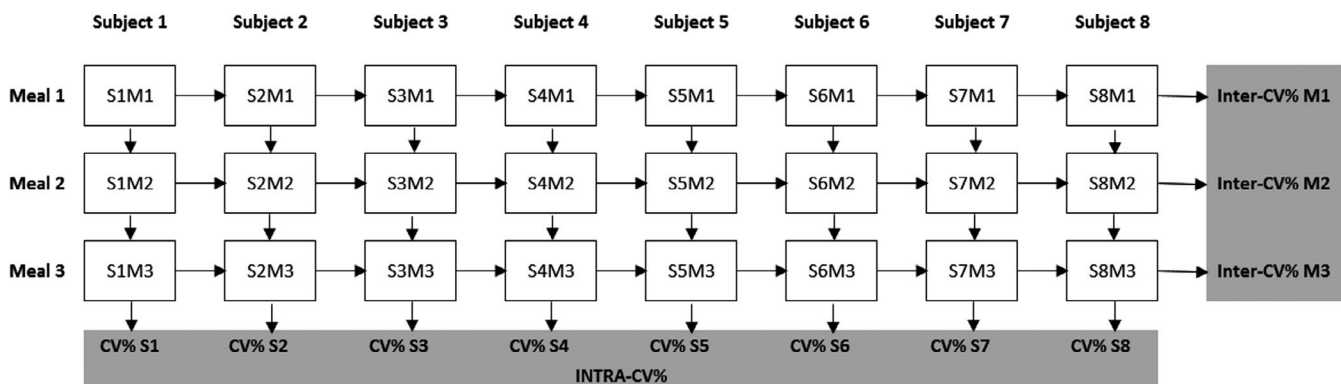 Subject 1 Subject 2 Subject 3 Subject 4 Subject 5 Subject 6 Subject 7 Subject 8
Meal 1 S1M1 S2M1 S3M1 S4M1 S5M1 S6M1 S7M1 S8M1 Inter-CV% M1
Meal 2 S1M2 S2M2 S3M2 S4M2 S5M2 S6M2 S7M2 S8M2 Inter-CV% M2
Meal 3 S1M3 S2M3 S3M3 S4M3 S5M3 S6M3 S7M3 S8M3 Inter-CV% M3
CV% S1 CV% S2 CV% S3 CV% S4 CV% S5 CV% S6 CV% S7 CV% S8
INTRA-CV%